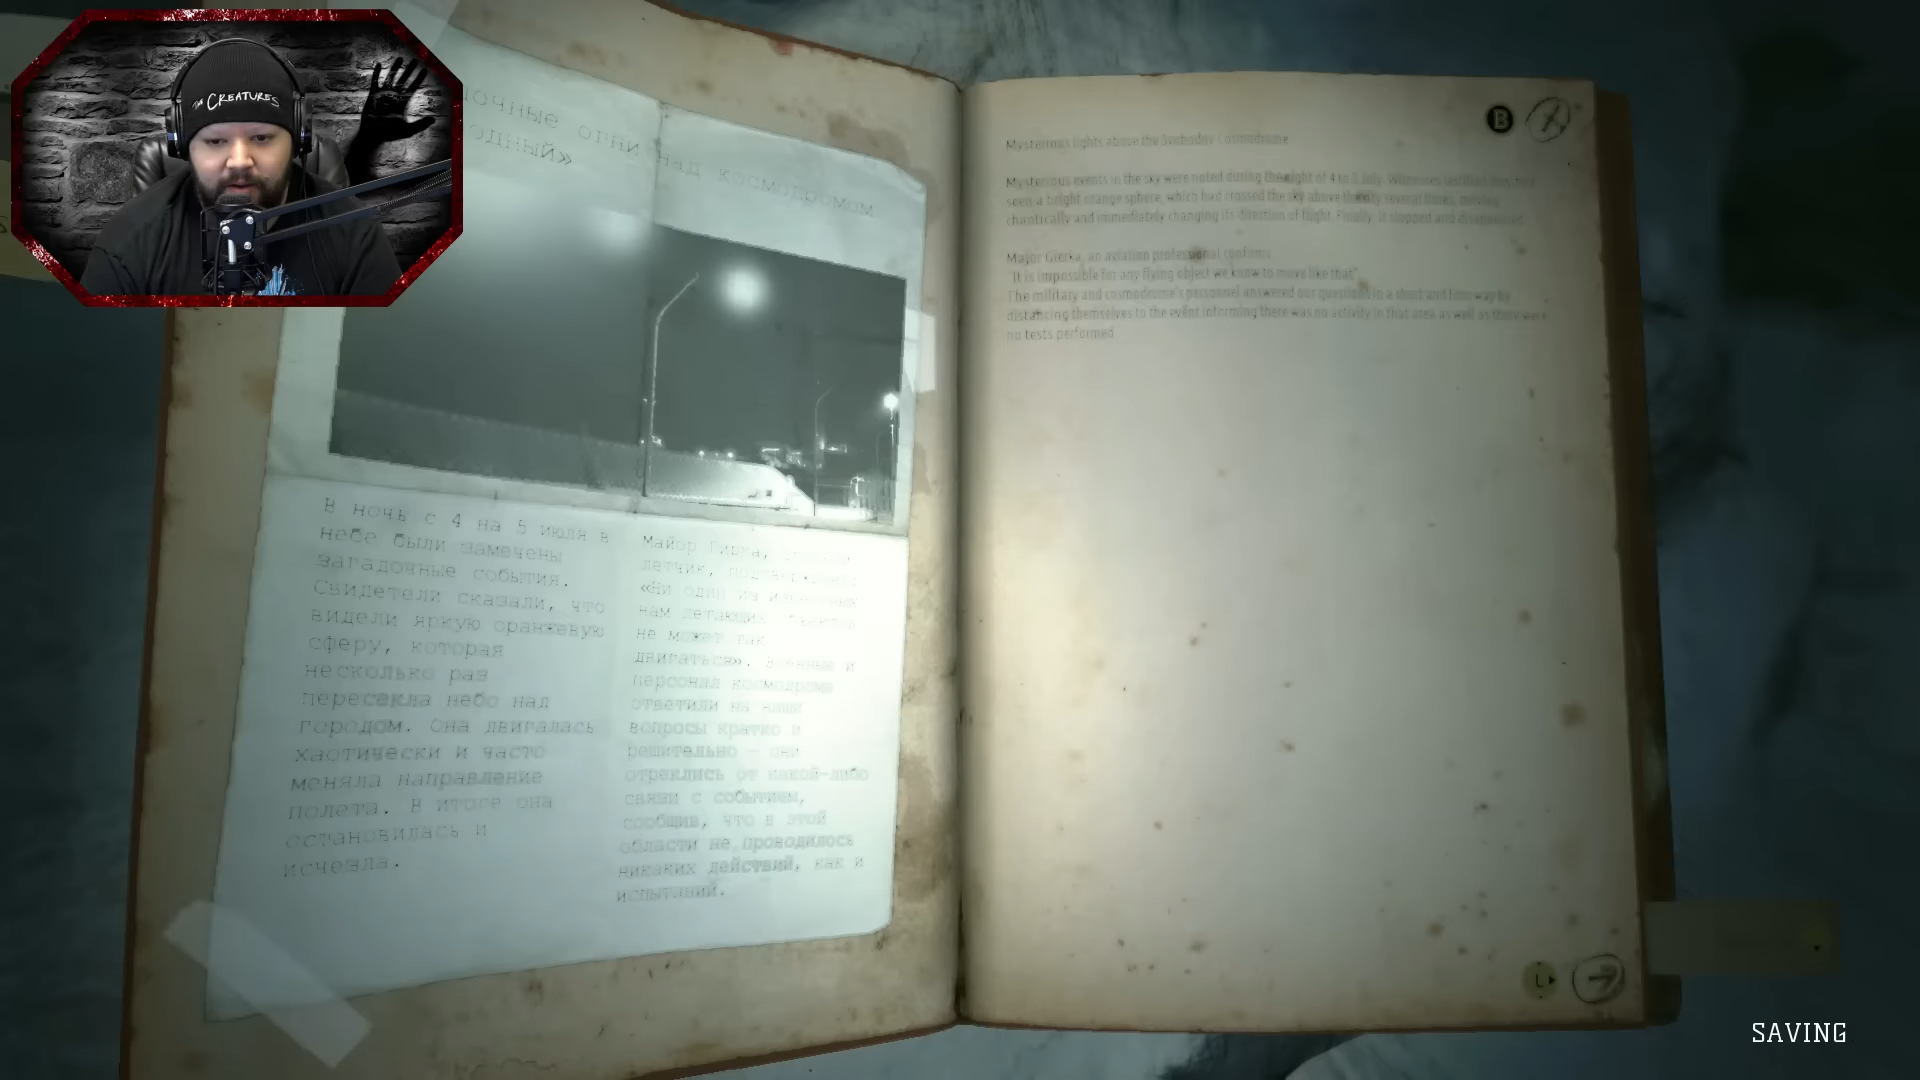 THE CREATURES
огни над космодромом
В ночь с 4 на 5 июля в
небе были замечены
загадочные события.
Свидетели сказали, что
видели яркую оранжевую
сферу, которая
несколько раз
пересекла небо над
городом. Она двигалась
хаотически и часто
меняла направление
полета. В итоге она
остановилась и
исчезла.
Майор Гирка,
летчик,
«Ни один из
нам летающих
не может так
двигаться». Военные и
персонал космодрома
ответили на наши
вопросы кратко и
решительно — они
отреклись от какой-либо
связи с событием,
сообщив, что в этой
области не проводилось
никаких действий, как и
испытаний.
B
Mysterious lights above the Svobodny Cosmodrome
Mysterious events in the sky were noted during the night of 4 to 5 July. Witnesses testified they had
seen a bright orange sphere, which had crossed the sky above the city several times, moving
chaotically and immediately changing its direction of flight. Finally, it stopped and disappeared.
Major Gierka, an aviation professional confirms:
"It is impossible for any flying object we know to move like that".
The military and cosmodrome's personnel answered our questions in a short and firm way by
distancing themselves to the event informing there was no activity in that area as well as there were
no tests performed
L
SAVING